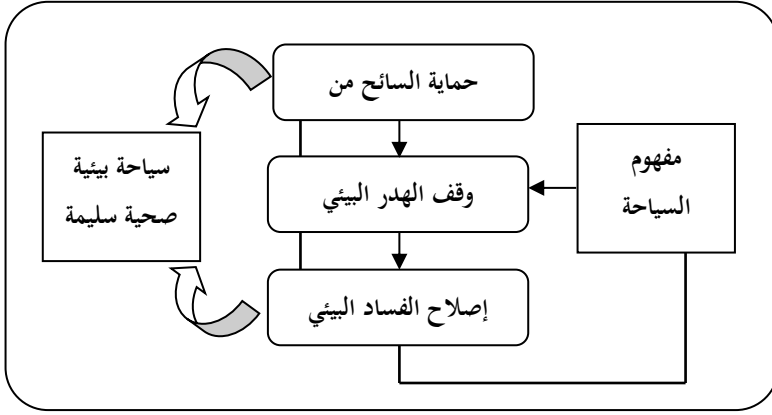 حماية السائح من
مفهوم
السياحة
وقف الهدر البيئي
سياحة بيئية
صحية سليمة
إصلاح الفساد البيئي